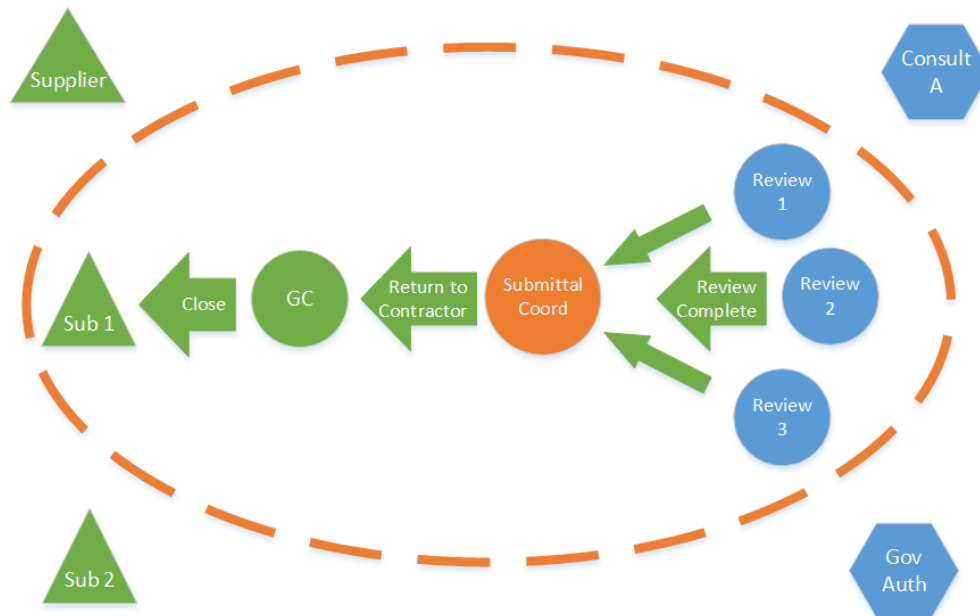 Supplier
Consult
A
Review
1
Sub 1
Close
GC
Return to
Contractor
Submittal
Coord
Review
Complete
Review
2
Review
3
Sub 2
Gov
Auth